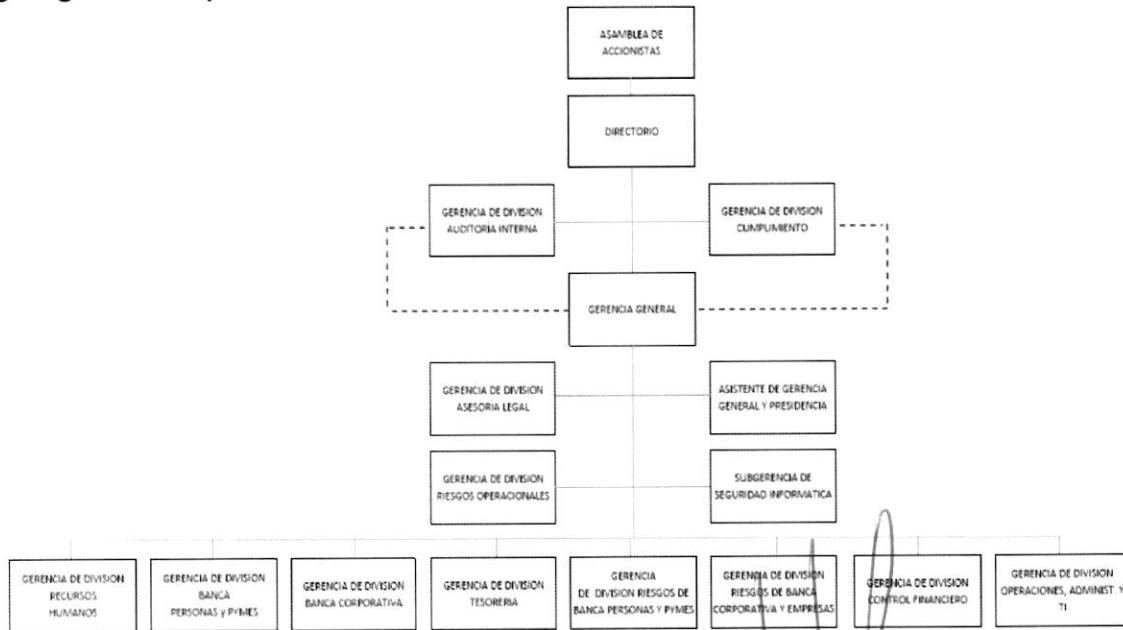 ASAMBLEA DE
ACCIONISTAS
DIRECTORIO
GERENCIA DE DIVISION
AUDITORÍA INTERNA
GERENCIA DE DIVISION
CUMPLIMIENTO
GERENCIA GENERAL
GERENCIA DE DIVISION
ASESORIA LEGAL
ASISTENTE DE GERENCIA
GENERAL Y PRESIDENCIA
GERENCIA DE DIVISION
RIESGOS OPERACIONALES
SUBGERENCIA DE
SEGURIDAD INFORMATICA
GERENCIA DE DIVISION
RECURSOS
HUMANOS
GERENCIA DE DIVISION
BANCA
PERSONAS y PYMES
GERENCIA DE DIVISION
BANCA CORPORATIVA
GERENCIA DE DIVISION
TESORERIA
GERENCIA
DE DIVISION RIESGOS DE
BANCA PERSONAS Y PYMES
GERENCIA DE DIVISION
RIESGOS DE BANCA
CORPORATIVA Y EMPRESAS
GERENCIA DE DIVISION
CONTROL FINANCIERO
GERENCIA DE DIVISION
OPERACIONES, ADMINIST. Y
TI